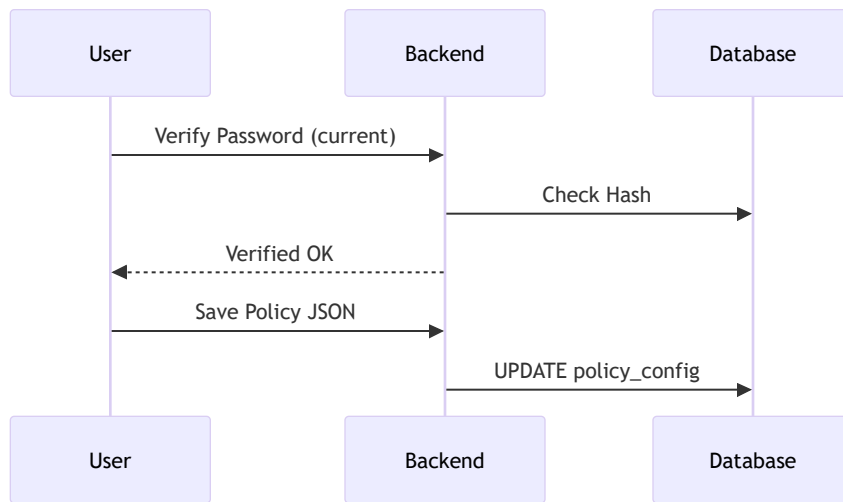 User
Backend
Database
Verify Password (current)
Check Hash
Verified OK
Save Policy JSON
UPDATE policy_config
User
Backend
Database